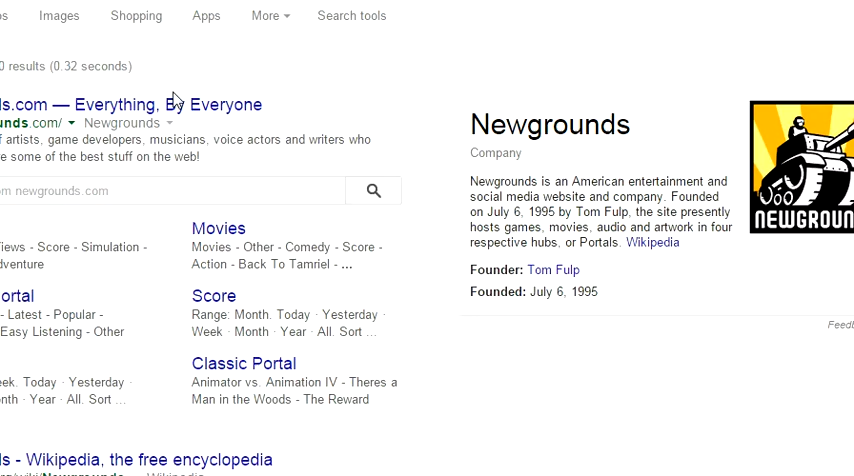 Images Shopping Apps More Search tools
0 results (0.32 seconds)
ls.com — Everything, By Everyone
unds.com/ Newgrounds
f artists, game developers, musicians, voice actors and writers who
re some of the best stuff on the web!
om newgrounds.com
Movies
iews - Score - Simulation -
dventure
Movies - Other - Comedy - Score -
Action - Back To Tamriel - ...
ortal
- Latest - Popular -
Easy Listening - Other
Score
Range: Month. Today · Yesterday ·
Week · Month · Year · All. Sort ...
eek. Today · Yesterday ·
nth · Year · All. Sort ...
Classic Portal
Animator vs. Animation IV - Theres a
Man in the Woods - The Reward
ls - Wikipedia, the free encyclopedia
Newgrounds
Company
Newgrounds is an American entertainment and
social media website and company. Founded
on July 6, 1995 by Tom Fulp, the site presently
hosts games, movies, audio and artwork in four
respective hubs, or Portals. Wikipedia
Founder: Tom Fulp
Founded: July 6, 1995
NEWGROUN
Feedb